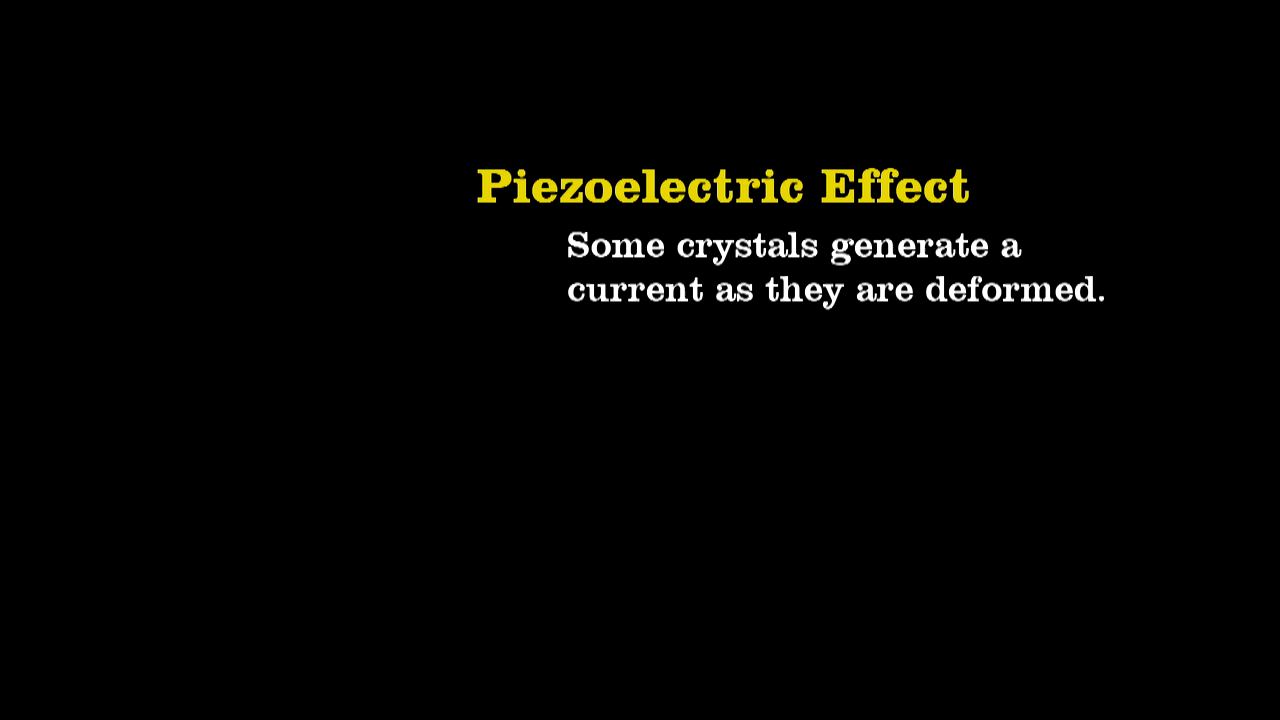 Piezoelectric Effect
Some crystals generate a
current as they are deformed.